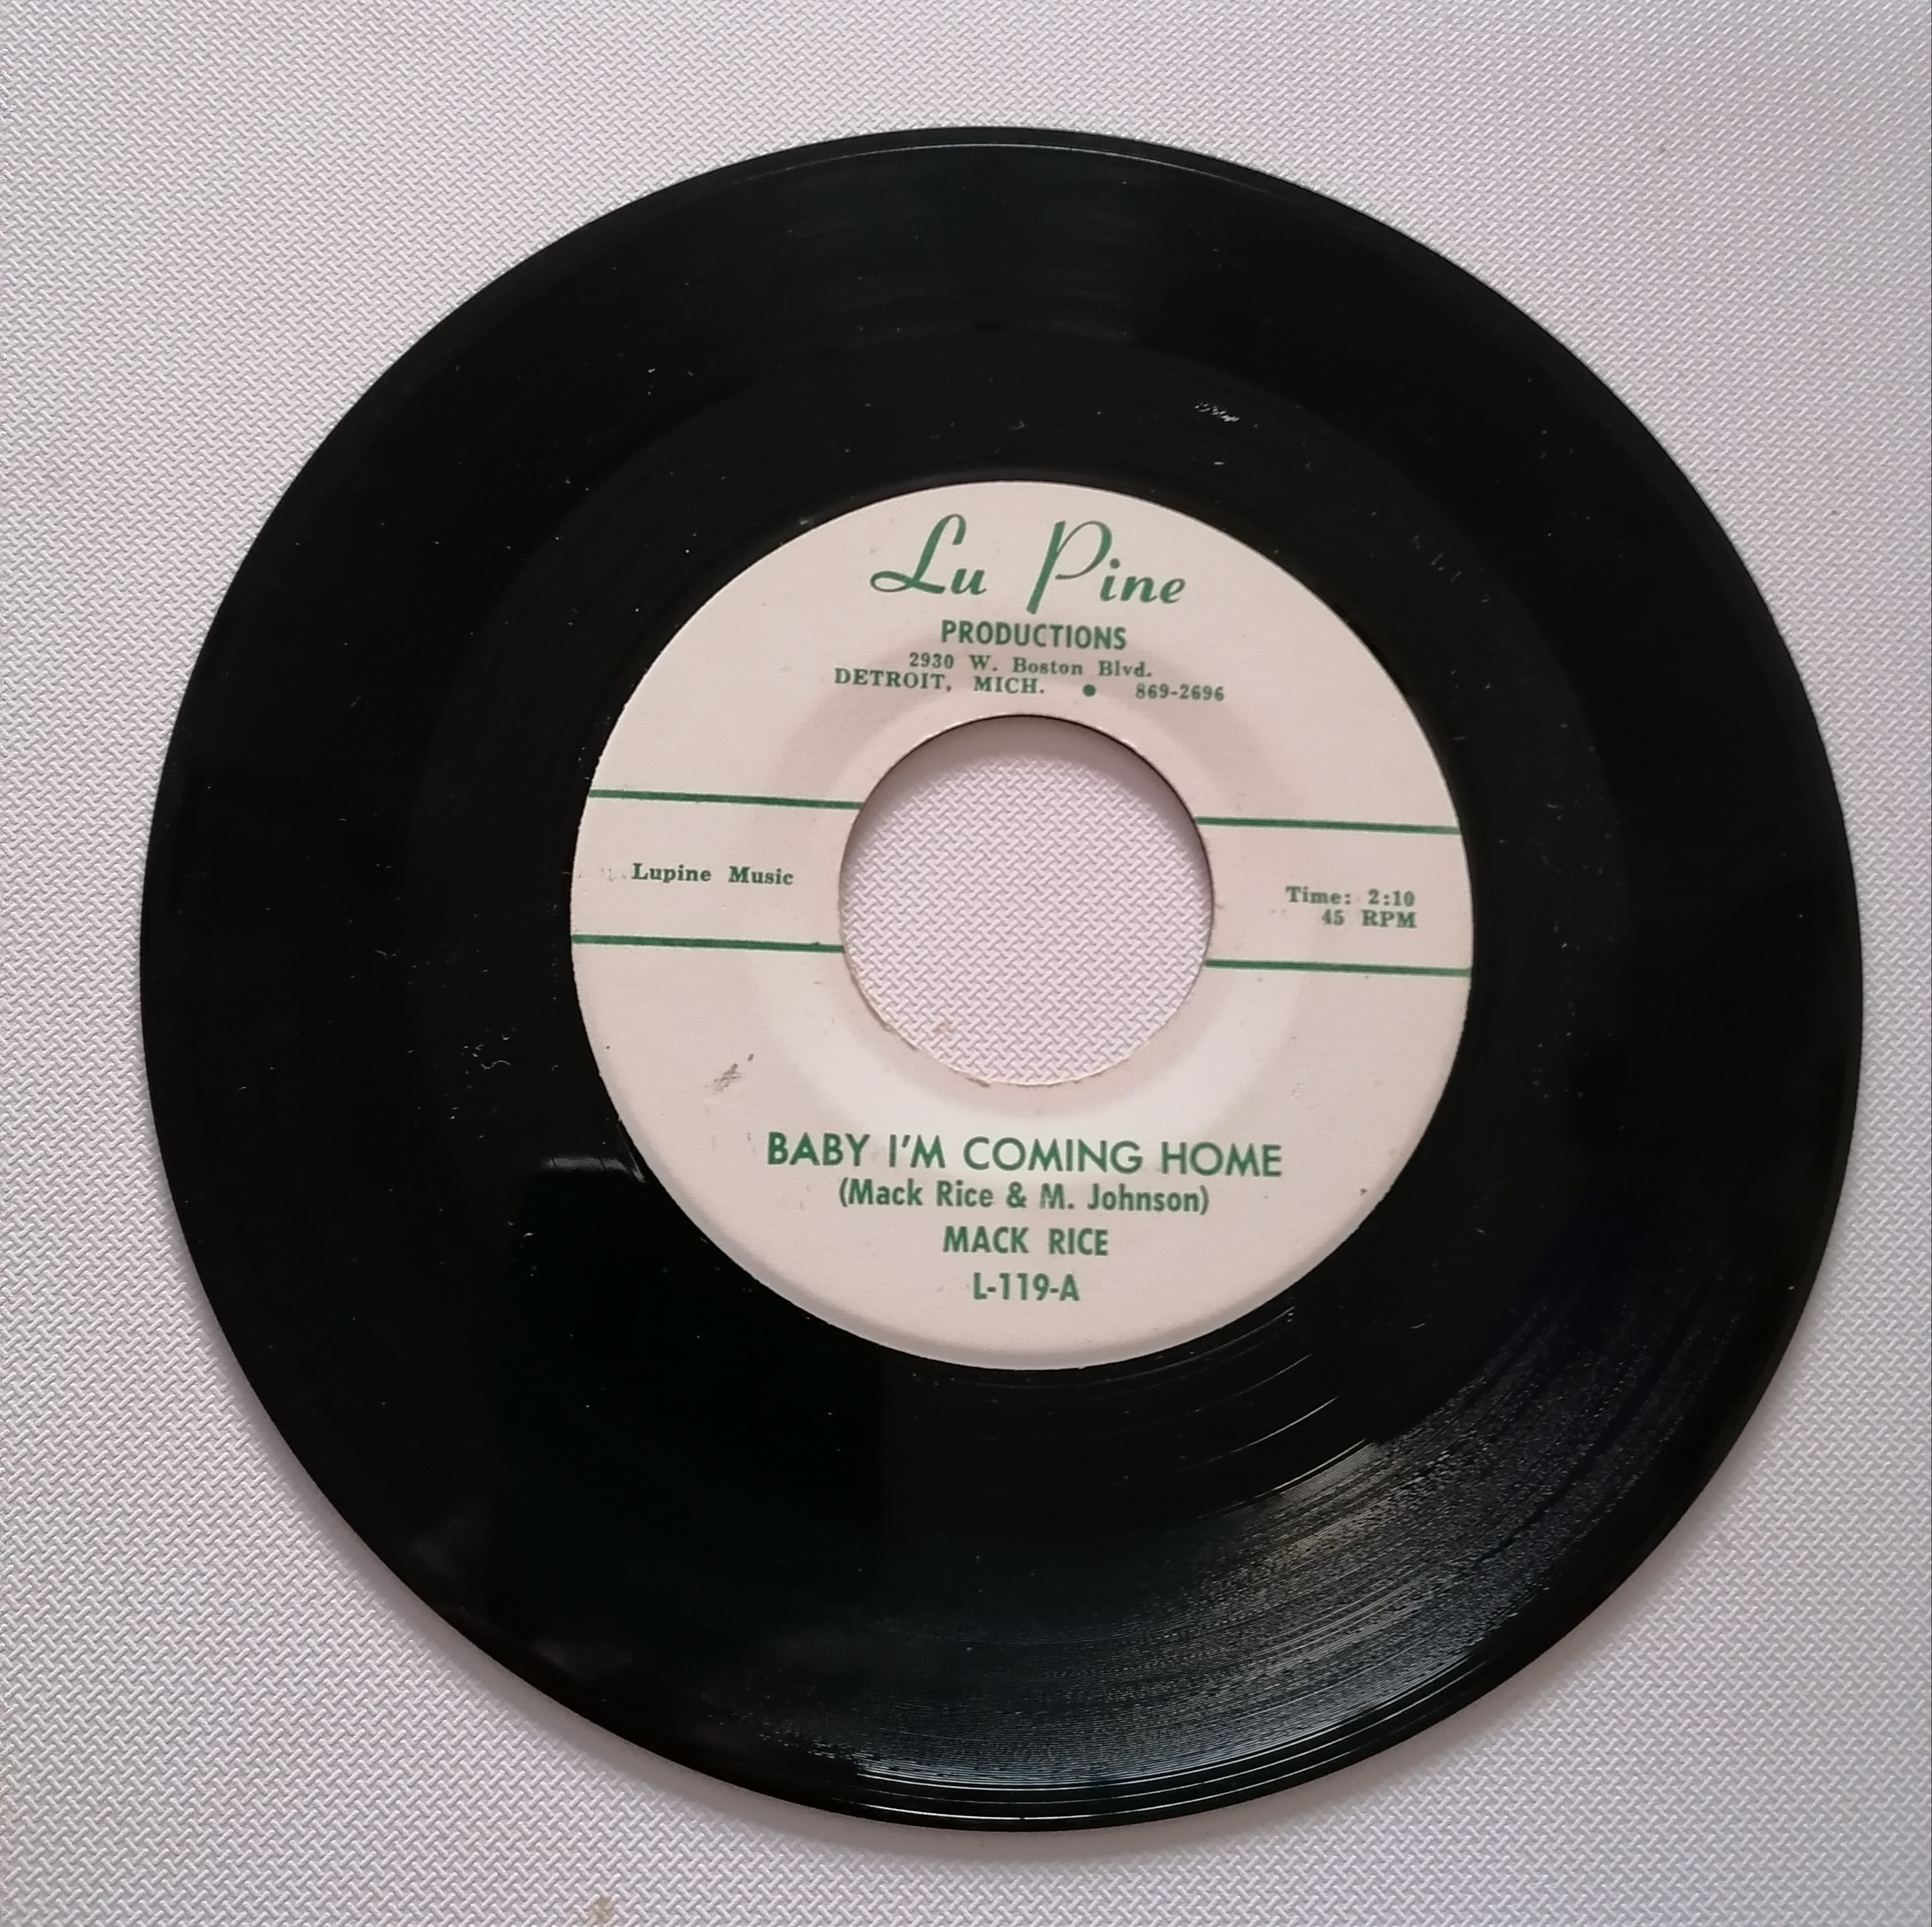 Lu Pine
PRODUCTIONS
2930 W. Boston Blvd.
DETROIT, MICH. ● 869-2696
Lupine Music
Time: 2:10
45 RPM
BABY I'M COMING HOME
(Mack Rice & M. Johnson)
MACK RICE
L-119-A